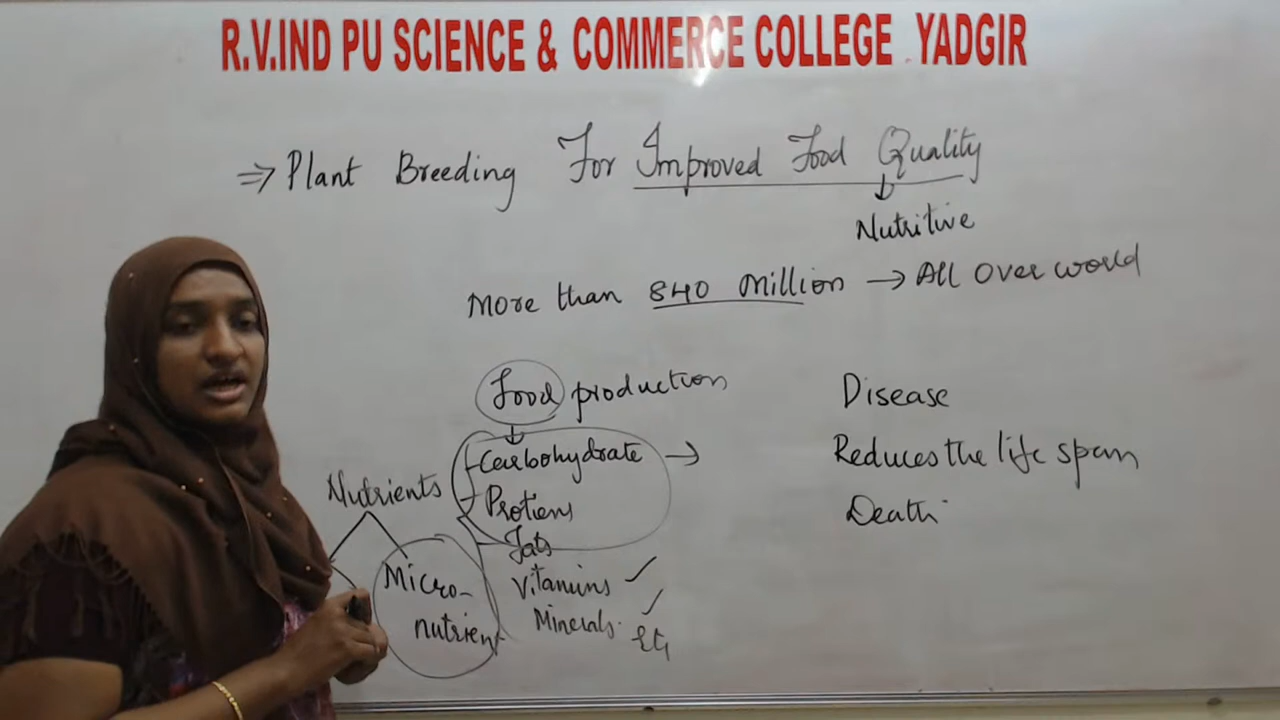 R.V.IND PU SCIENCE & COMMERCE COLLEGE YADGIR
⇒ Plant Breeding For Improved Food Quality
↓
Nutritive
More than 840 Million → All Over world
Food production
↓
Carbohydrate →
Protiens
Fats
Vitamins ✓
Minerals. ✓
etc
Nutrients
Micro-
nutrient
Disease
Reduces the life span
Death